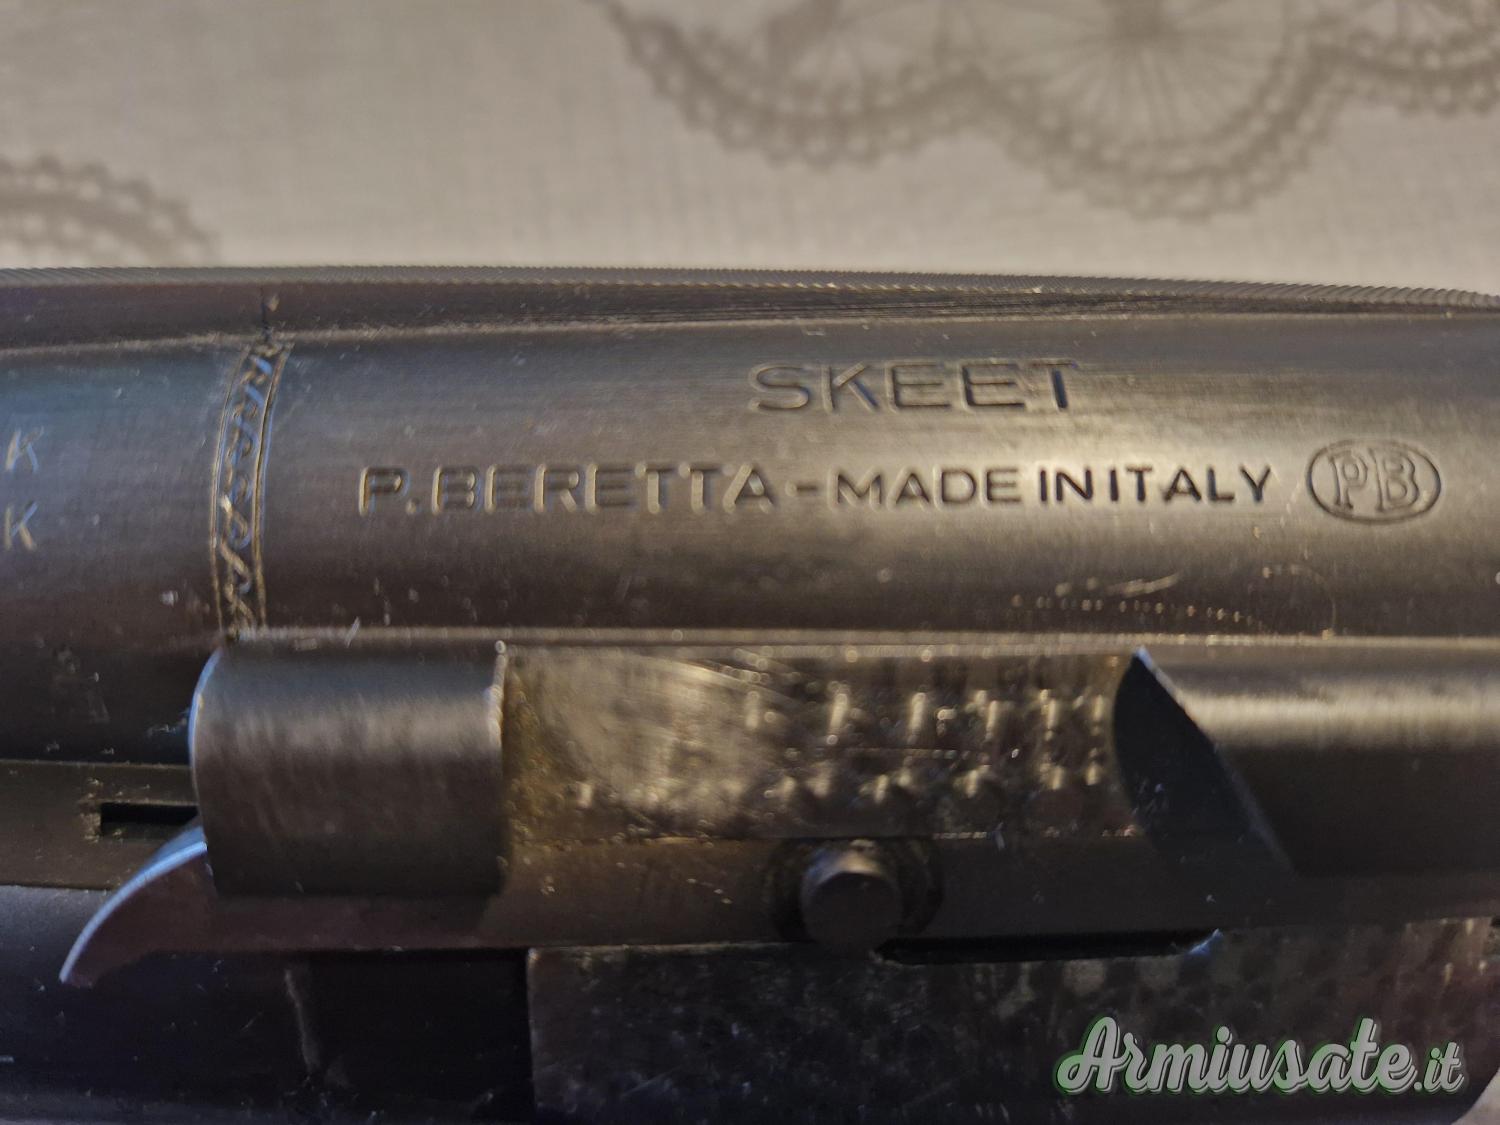 SKEET
P. BERETTA - MADE IN ITALY PB
K
K
Armiusate.it